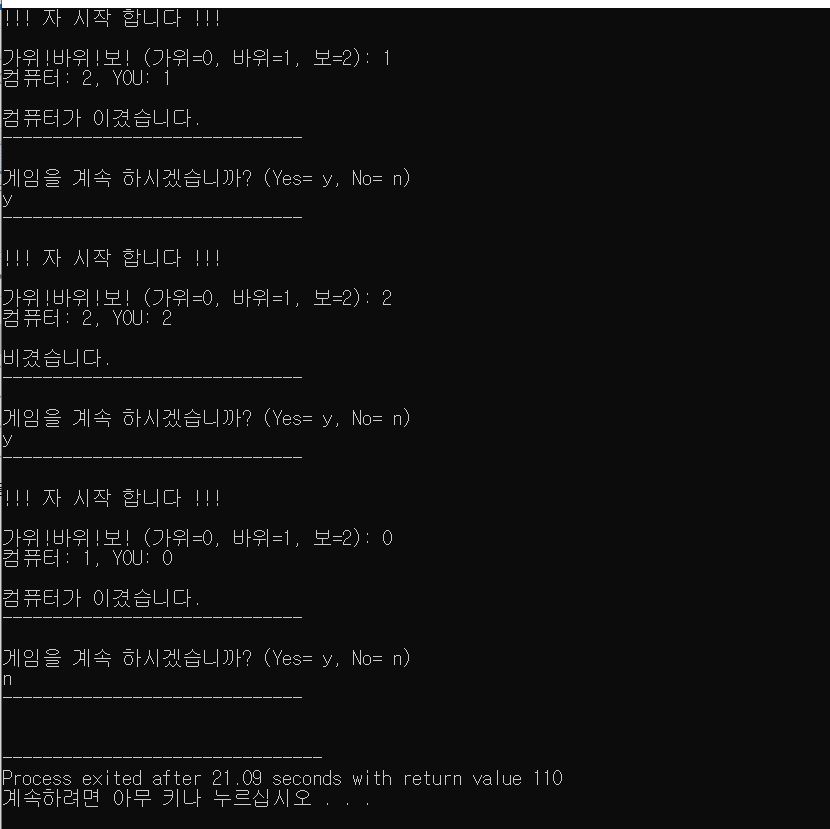 !!! 자 시작 합니다 !!!
가위!바위!보! (가위=0, 바위=1, 보=2): 1
컴퓨터: 2, YOU: 1
컴퓨터가 이겼습니다.
------------------------------
게임을 계속 하시겠습니까? (Yes= y, No= n)
y
------------------------------
!!! 자 시작 합니다 !!!
가위!바위!보! (가위=0, 바위=1, 보=2): 2
컴퓨터: 2, YOU: 2
비겼습니다.
------------------------------
게임을 계속 하시겠습니까? (Yes= y, No= n)
y
------------------------------
!!! 자 시작 합니다 !!!
가위!바위!보! (가위=0, 바위=1, 보=2): 0
컴퓨터: 1, YOU: 0
컴퓨터가 이겼습니다.
------------------------------
게임을 계속 하시겠습니까? (Yes= y, No= n)
n
------------------------------
--------------------------------
Process exited after 21.09 seconds with return value 110
계속하려면 아무 키나 누르십시오 . . .